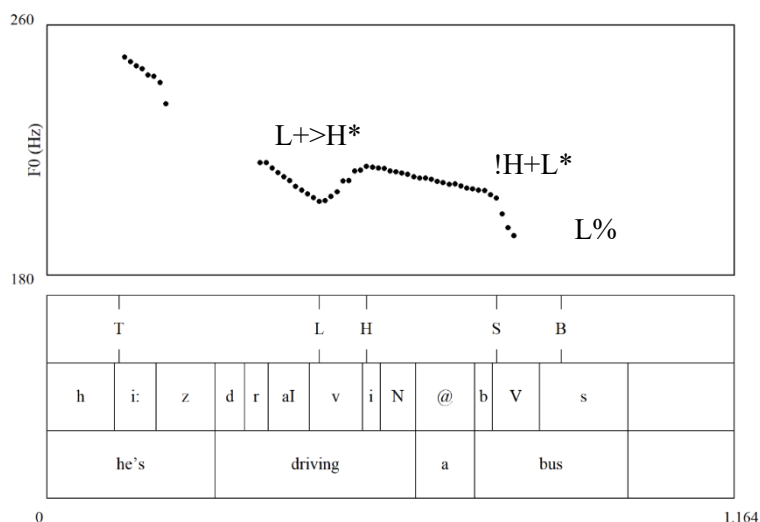 260
F0 (Hz)
L+>H*
!H+L*
L%
180
T L H S B
h i: z d r aI v i N @ b V s
he's driving a bus
0 1.164